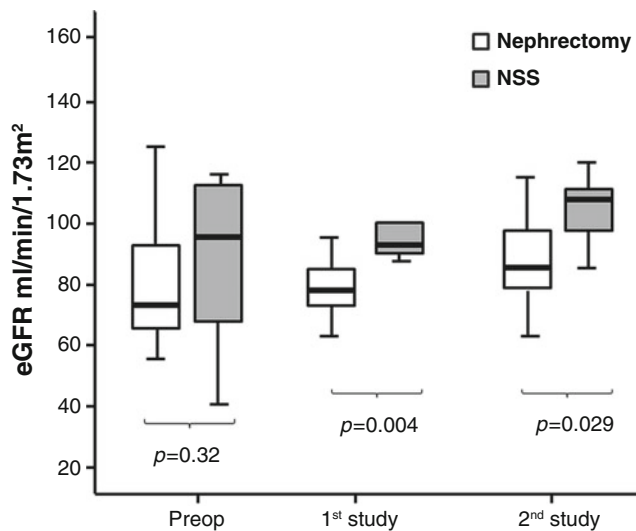 160
140
120
100
80
60
40
20
eGFR ml/min/1.73m²
Nephrectomy
NSS
p=0.32
p=0.004
p=0.029
Preop
1st study
2nd study